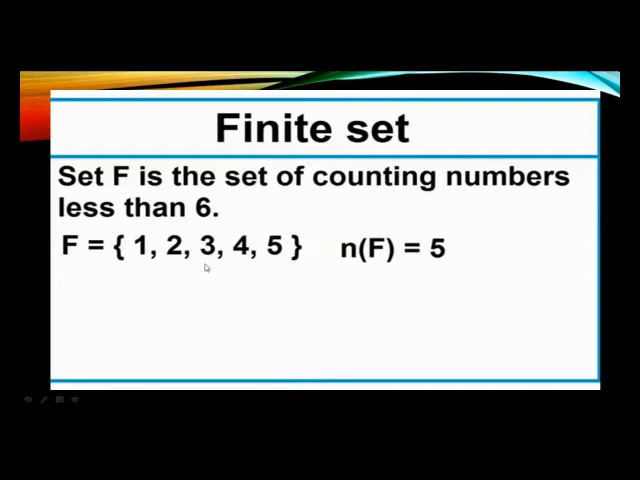 Finite set
Set F is the set of counting numbers
less than 6.
F = { 1, 2, 3, 4, 5 } n(F) = 5